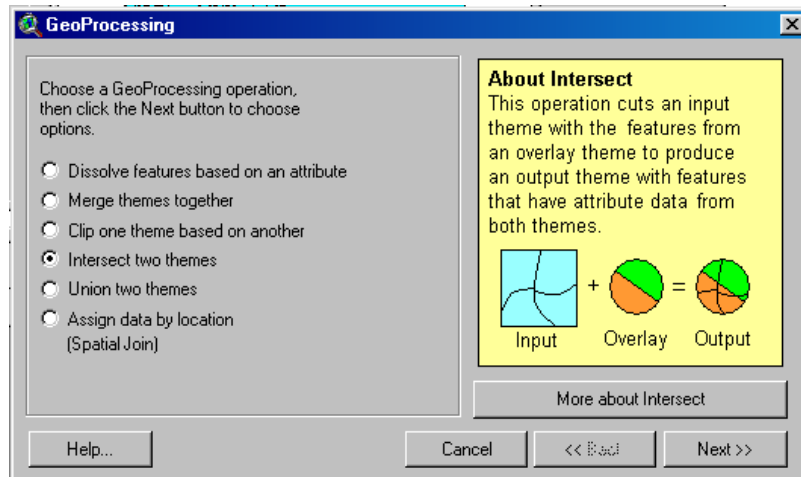 GeoProcessing
Choose a GeoProcessing operation,
then click the Next button to choose
options.
Dissolve features based on an attribute
Merge themes together
Clip one theme based on another
Intersect two themes
Union two themes
Assign data by location
(Spatial Join)
About Intersect
This operation cuts an input
theme with the features from
an overlay theme to produce
an output theme with features
that have attribute data from
both themes.
+ =
Input Overlay Output
More about Intersect
Help... Cancel << Back Next >>